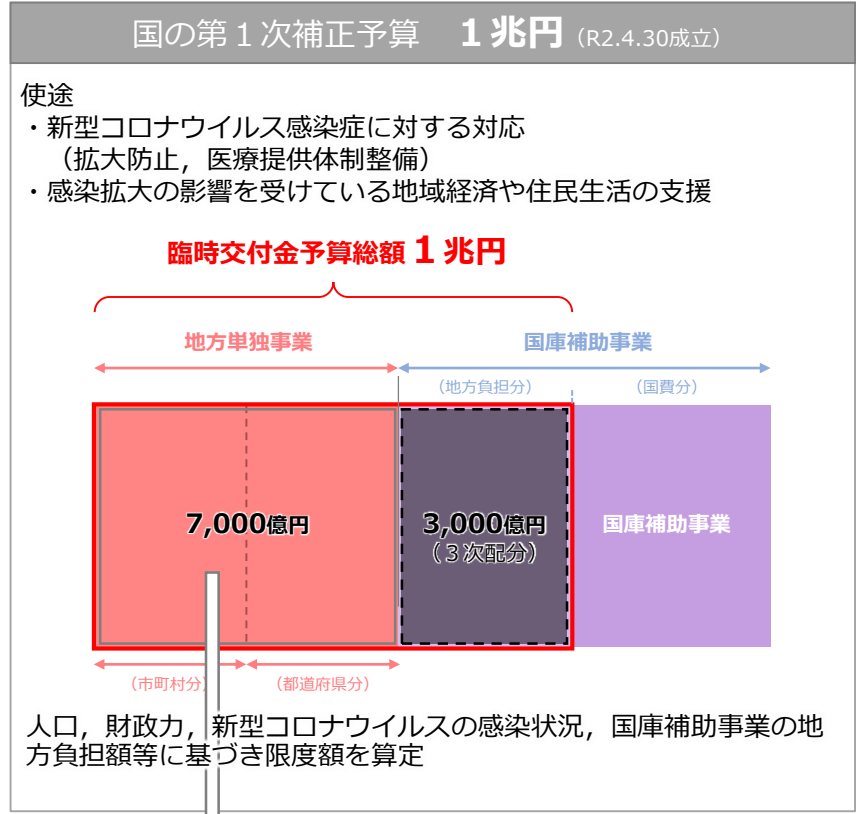 国の第１次補正予算　１兆円（R2.4.30成立）
使途
・新型コロナウイルス感染症に対する対応
（拡大防止，医療提供体制整備）
・感染拡大の影響を受けている地域経済や住民生活の支援
臨時交付金予算総額１兆円
地方単独事業
国庫補助事業
（地方負担分）
（国費分）
7,000億円
3,000億円
（３次配分）
国庫補助事業
（市町村分）
（都道府県分）
人口，財政力，新型コロナウイルスの感染状況，国庫補助事業の地
方負担額等に基づき限度額を算定